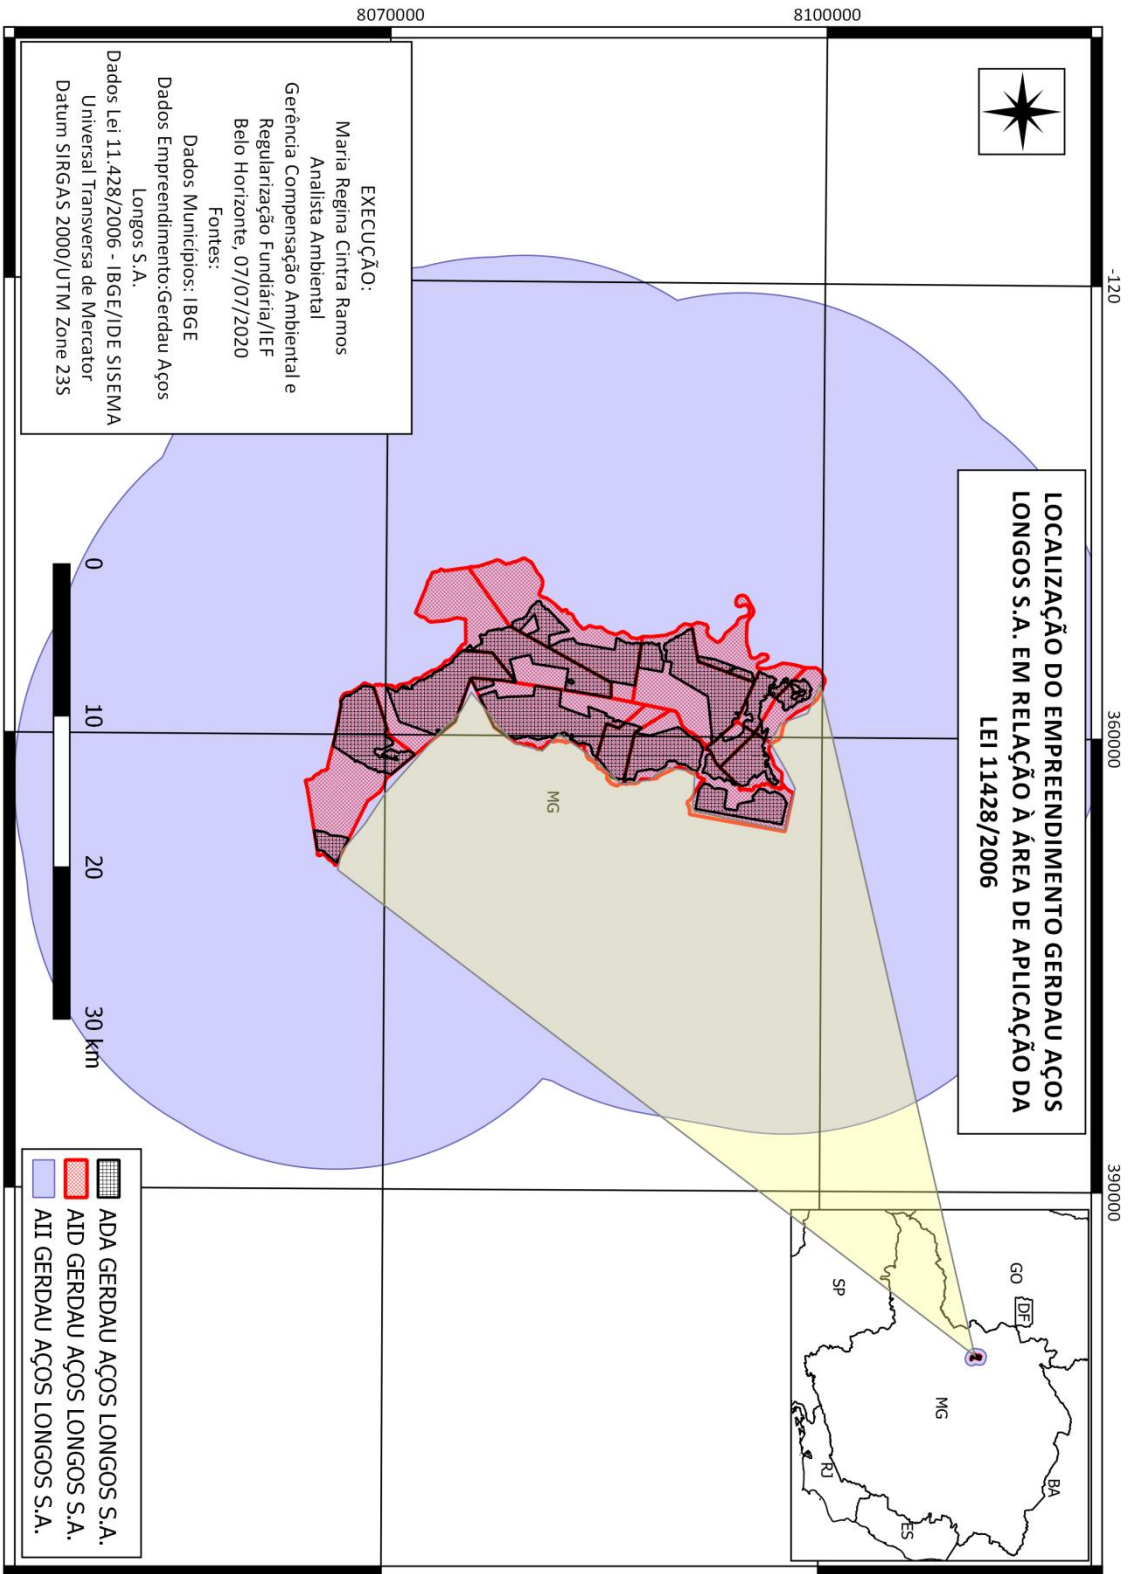 LOCALIZAÇÃO DO EMPREENDIMENTO GERDAU AÇOS
LONGOS S.A. EM RELAÇÃO À ÁREA DE APLICAÇÃO DA
LEI 11428/2006
-120
360000
390000
8100000
8070000
GO
DF
BA
MG
SP
ES
RJ
MG
EXECUÇÃO:
Maria Regina Cintra Ramos
Analista Ambiental
Gerência Compensação Ambiental e
Regularização Fundiária/IEF
Belo Horizonte, 07/07/2020
Fontes:
Dados Municípios: IBGE
Dados Empreendimento:Gerdau Aços
Longos S.A.
Dados Lei 11.428/2006 - IBGE/IDE SISEMA
Universal Transversa de Mercator
Datum SIRGAS 2000/UTM Zone 23S
0 10 20 30 km
ADA GERDAU AÇOS LONGOS S.A.
AID GERDAU AÇOS LONGOS S.A.
AII GERDAU AÇOS LONGOS S.A.